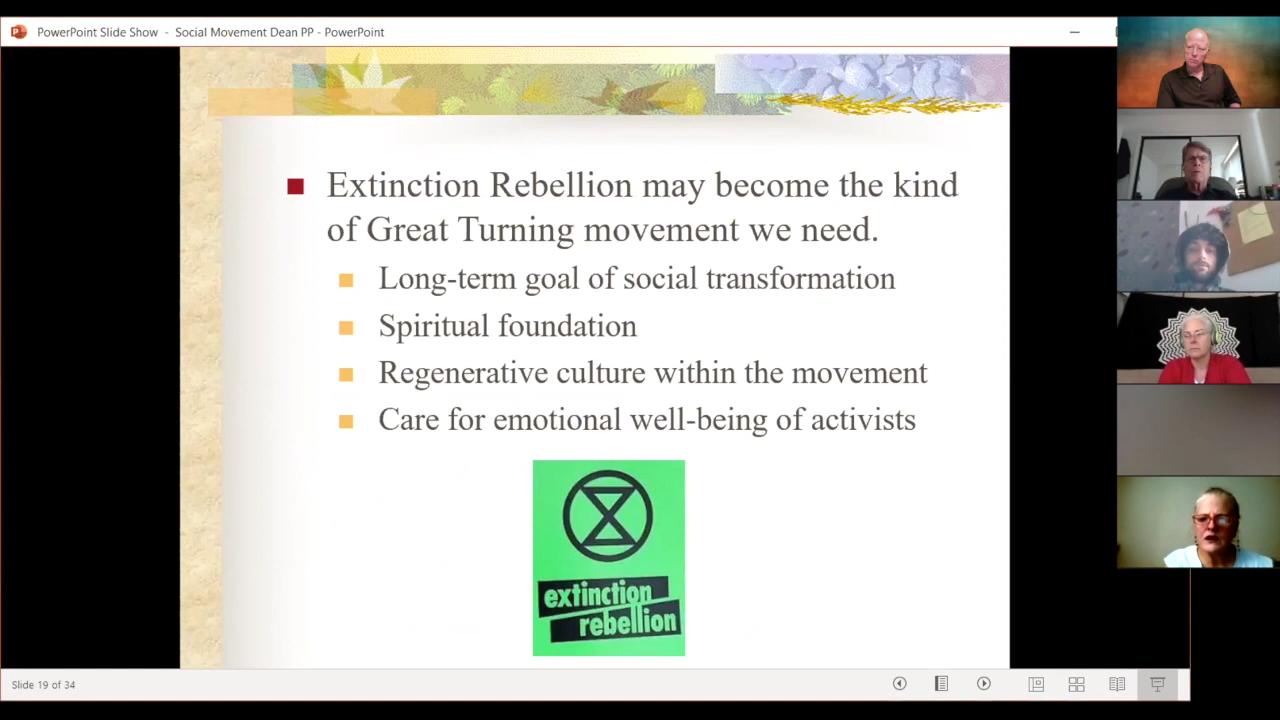 PowerPoint Slide Show - Social Movement Dean PP - PowerPoint
Extinction Rebellion may become the kind
of Great Turning movement we need.
Long-term goal of social transformation
Spiritual foundation
Regenerative culture within the movement
Care for emotional well-being of activists
extinction
rebellion
Slide 19 of 34